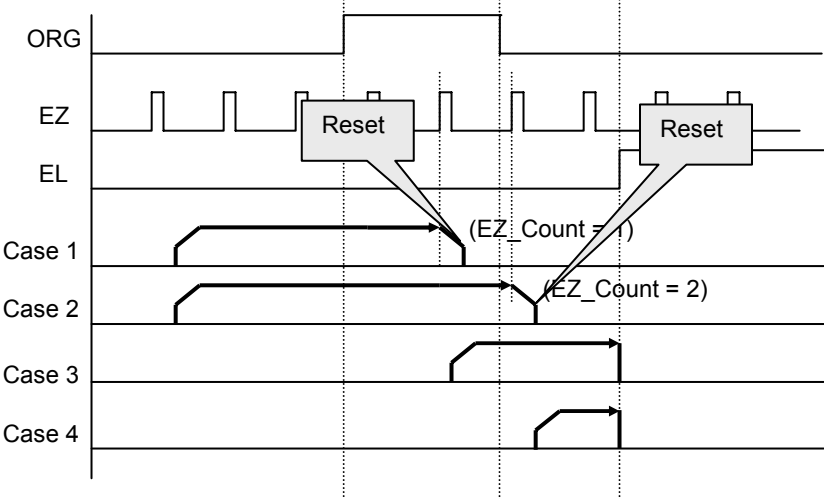 ORG
EZ
Reset
Reset
EL
Case 1
(EZ_Count = 1)
Case 2
(EZ_Count = 2)
Case 3
Case 4